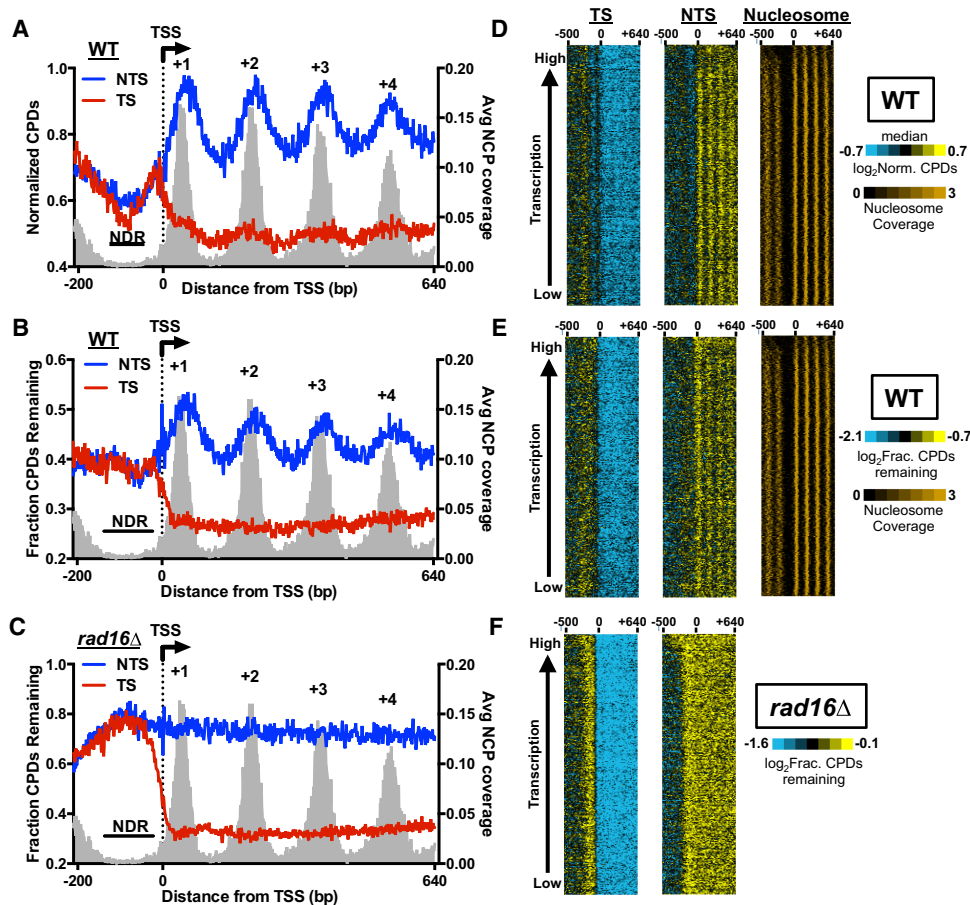 A
WT
TSS
NTS
TS
+1
+2
+3
+4
1.0
0.8
0.6
0.4
Normalized CPDs
0.20
0.15
0.10
0.05
0.00
Avg NCP coverage
NDR
-200
0
640
Distance from TSS (bp)
B
WT
TSS
NTS
TS
+1
+2
+3
+4
0.6
0.5
0.4
0.3
0.2
Fraction CPDs Remaining
0.20
0.15
0.10
0.05
0.00
Avg NCP coverage
NDR
-200
0
640
Distance from TSS (bp)
C
rad16Δ
TSS
NTS
TS
+1
+2
+3
+4
1.0
0.8
0.6
0.4
0.2
Fraction CPDs Remaining
0.20
0.15
0.10
0.05
0.00
Avg NCP coverage
NDR
-200
0
640
Distance from TSS (bp)
D
TS
NTS
Nucleosome
-500 0 +640
-500 0 +640
-500 0 +640
High
Transcription
Low
WT
median
-0.7 0.7
log2Norm. CPDs
0 3
Nucleosome
Coverage
E
-500 0 +640
-500 0 +640
-500 0 +640
High
Transcription
Low
WT
-2.1 -0.7
log2Frac. CPDs
remaining
0 3
Nucleosome
Coverage
F
-500 0 +640
-500 0 +640
High
Transcription
Low
rad16Δ
-1.6 -0.1
log2Frac. CPDs
remaining